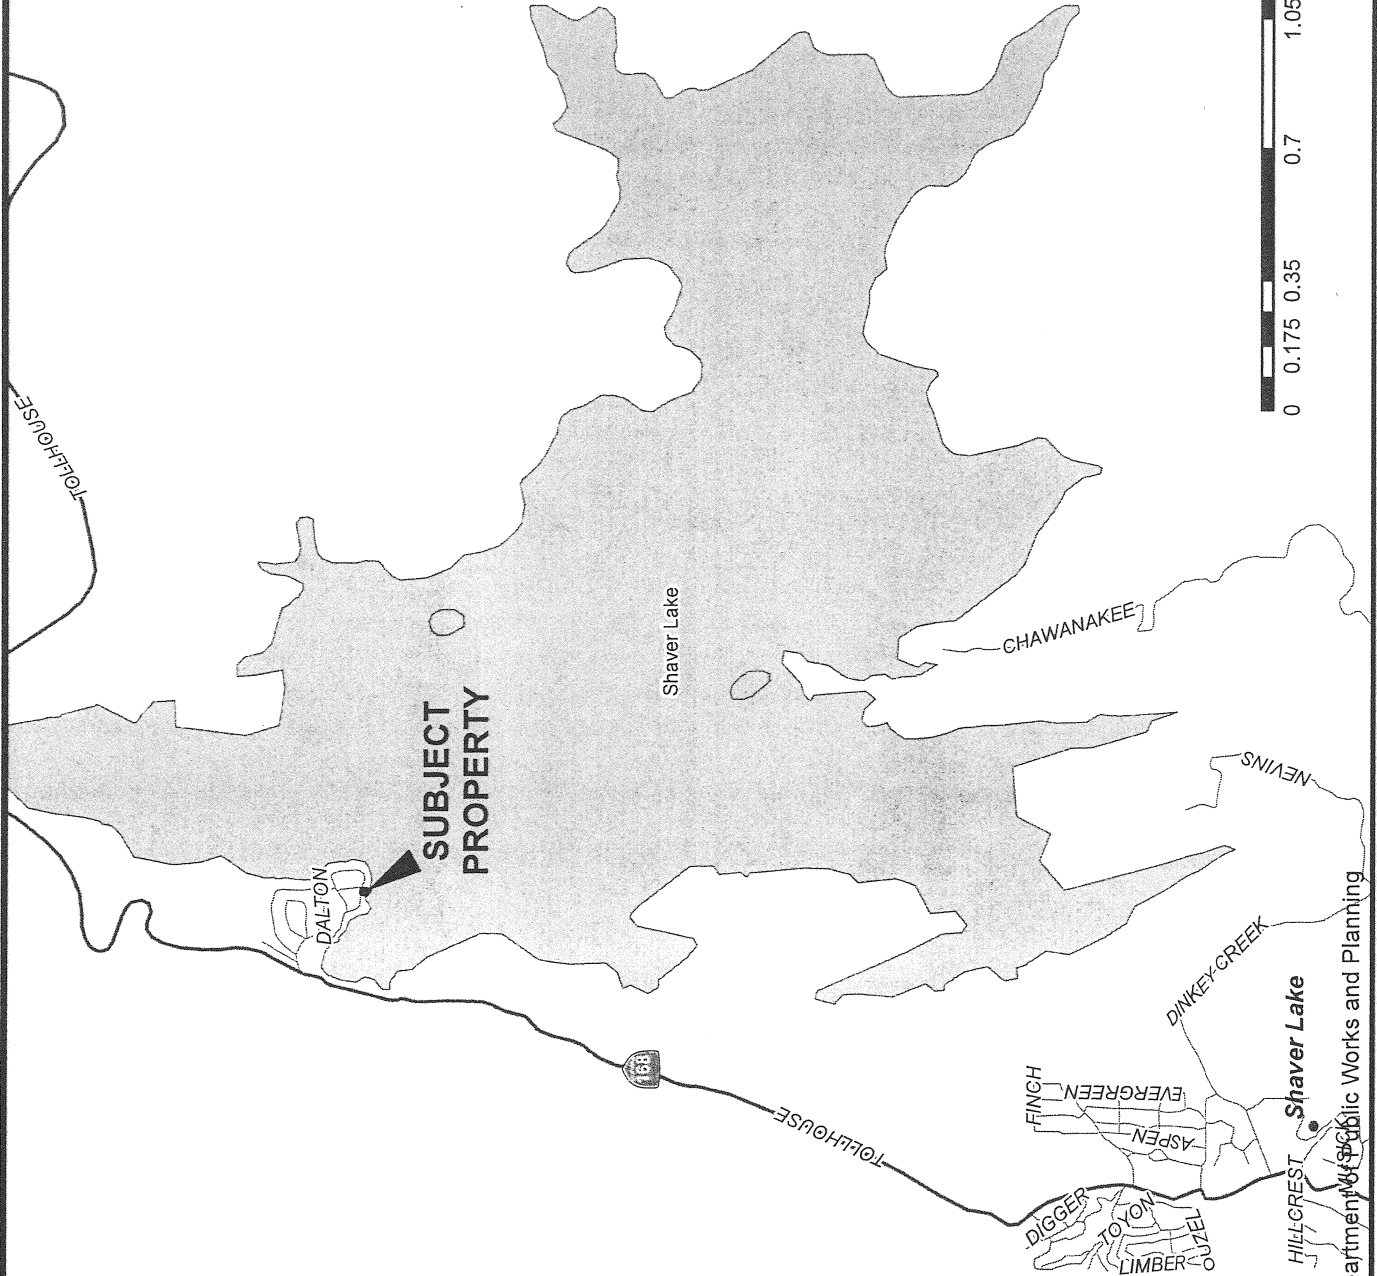 TOLLHOUSE
DALTON
SUBJECT
PROPERTY
Shaver Lake
CHAWANAKEE
NEVINS
168
TOLLHOUSE
DINKEY CREEK
FINCH
EVERGREEN
ASPEN
DIGGER
TOYON
LIMBER
OUZEL
HILLCREST
MUSICK
Shaver Lake
0 0.175 0.35 0.7 1.05
artment of Public Works and Planning